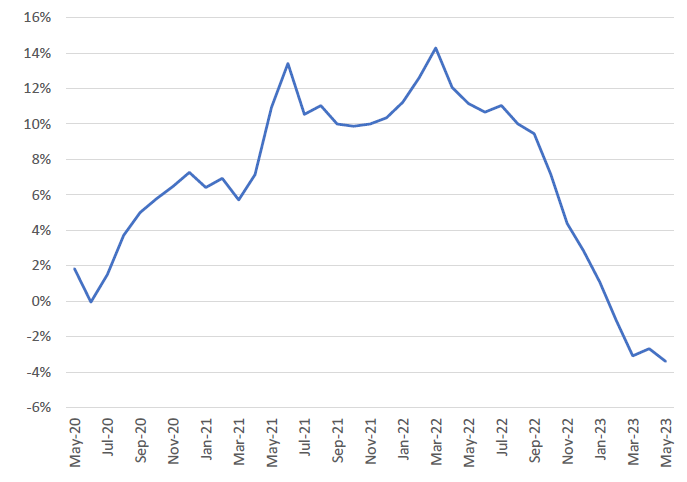 16%
14%
12%
10%
8%
6%
4%
2%
0%
-2%
-4%
-6%
May-20
Jul-20
Sep-20
Nov-20
Jan-21
Mar-21
May-21
Jul-21
Sep-21
Nov-21
Jan-22
Mar-22
May-22
Jul-22
Sep-22
Nov-22
Jan-23
Mar-23
May-23